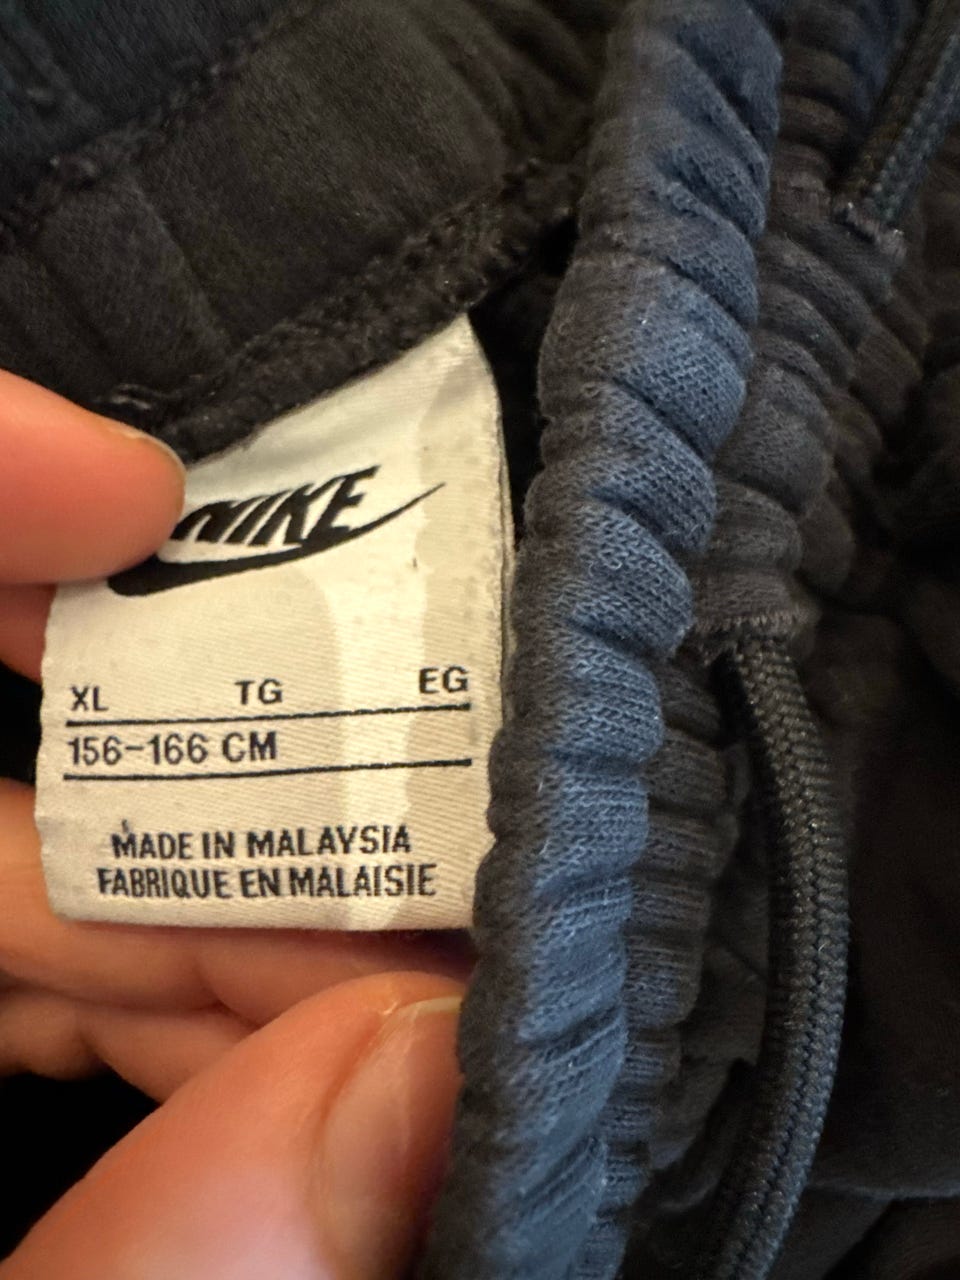 NIKE
XL TG EG
156-166 CM
MADE IN MALAYSIA
FABRIQUE EN MALAISIE